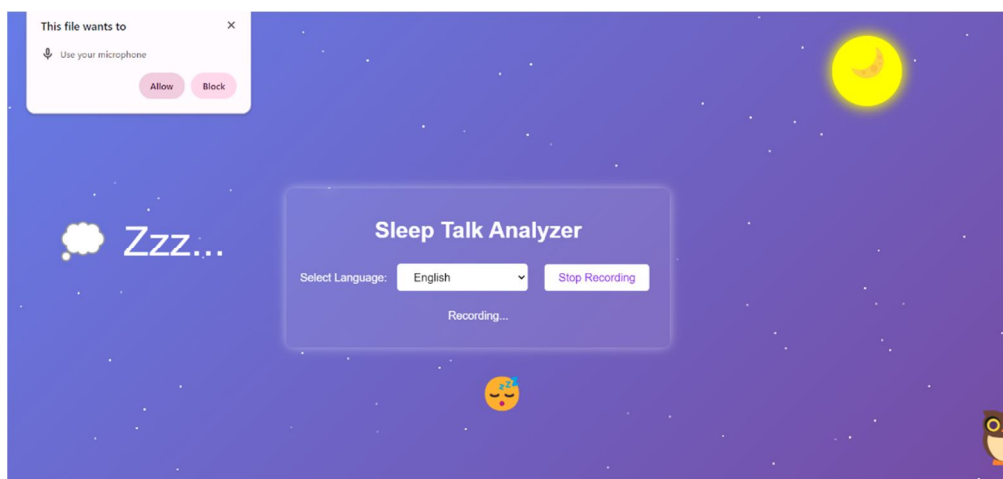 This file wants to
Use your microphone
Allow Block
Zzz...
Sleep Talk Analyzer
Select Language: English Stop Recording
Recording...